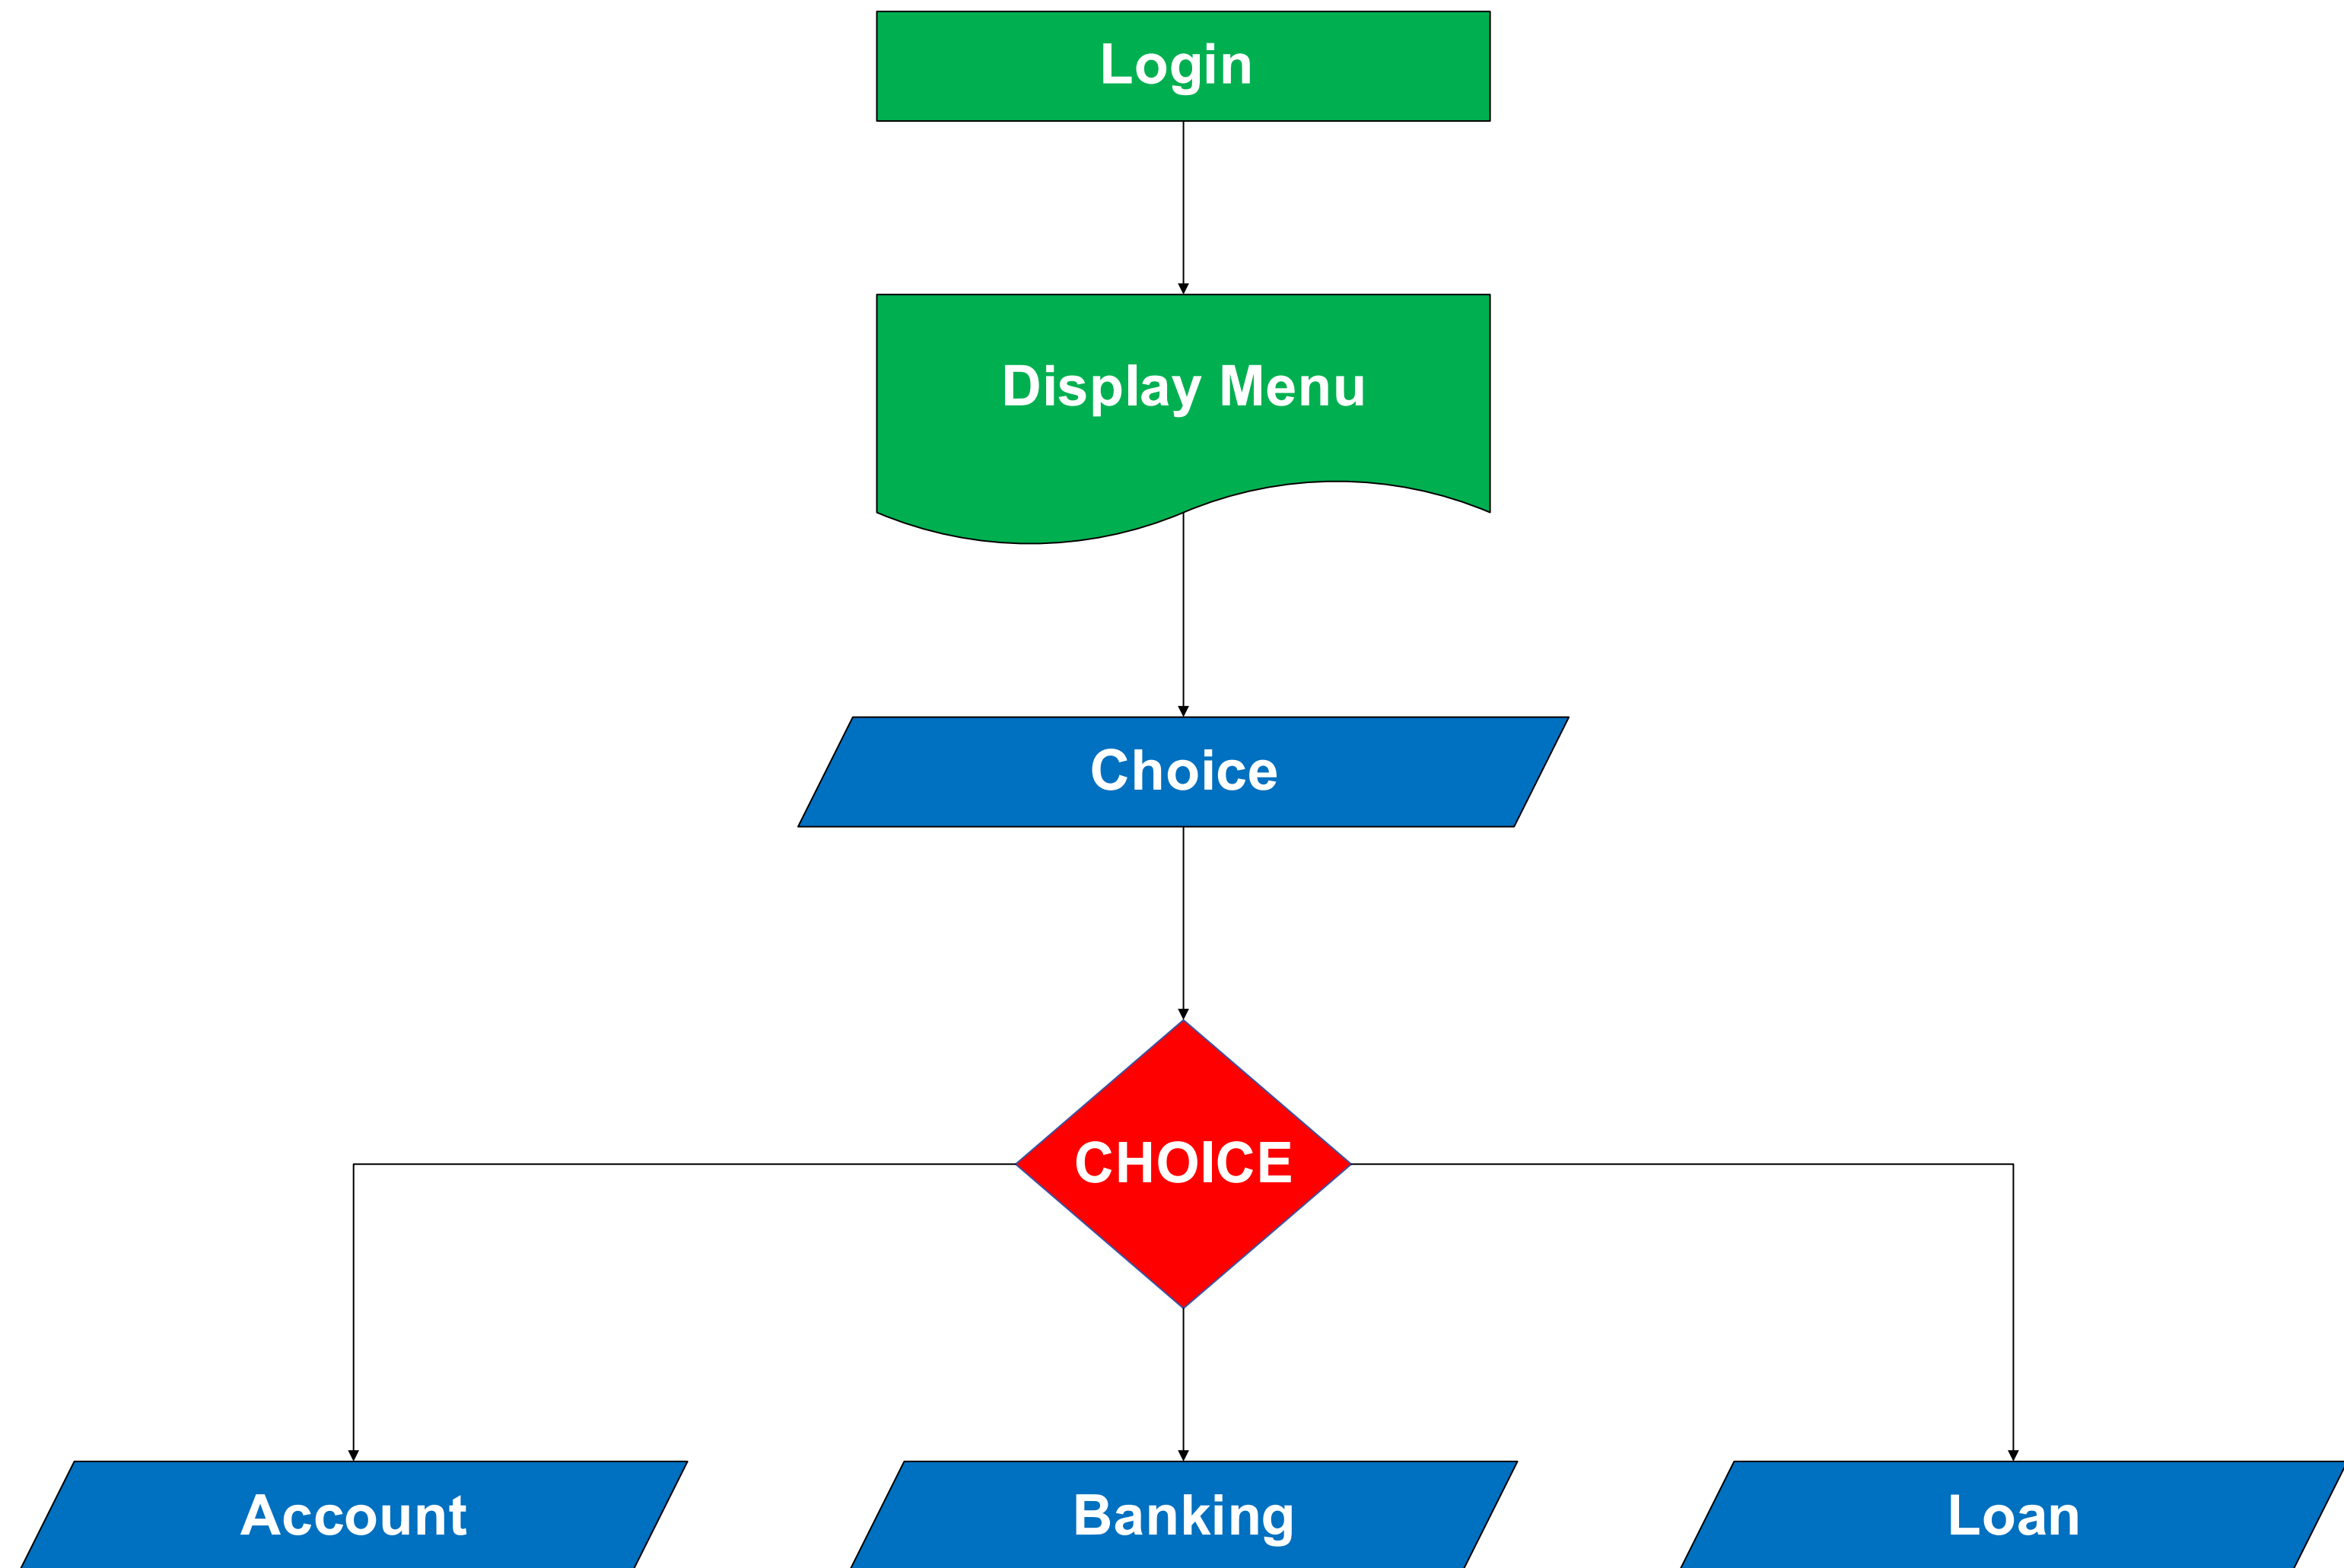 Login
Display Menu
Choice
CHOICE
Account
Banking
Loan